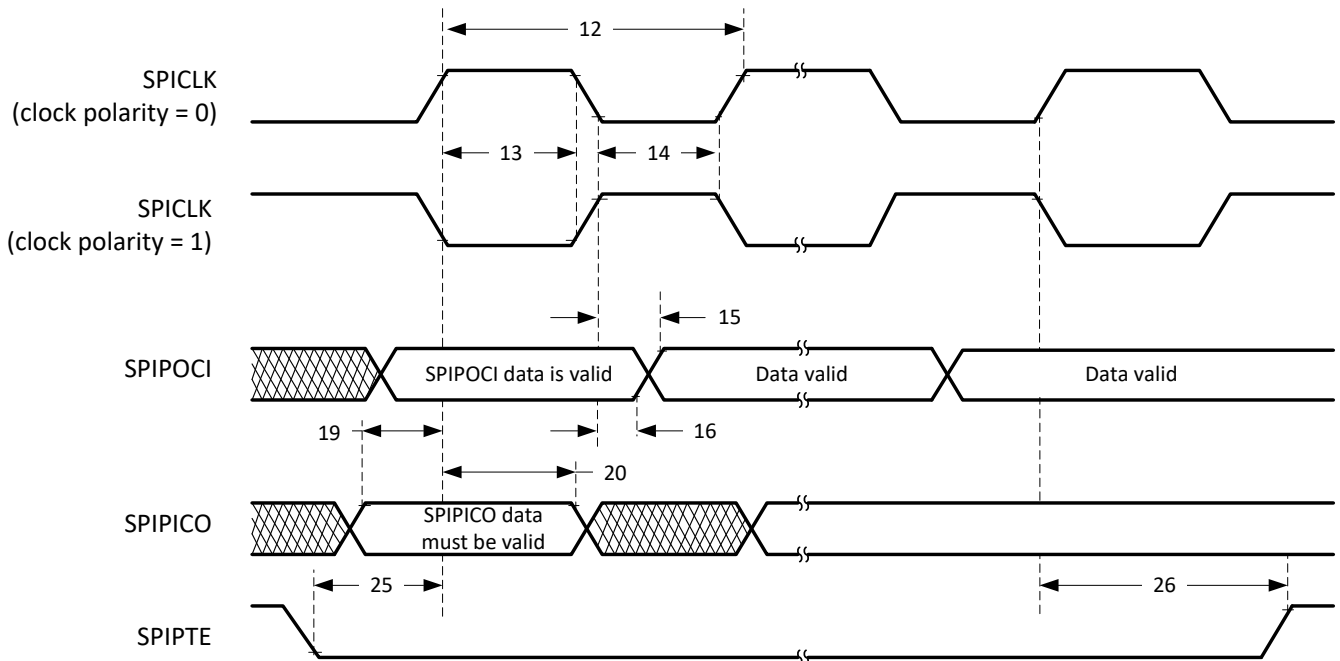 12
SPICLK
(clock polarity = 0)
13
14
SPICLK
(clock polarity = 1)
15
SPIPOCI
SPIPOCI data is valid
Data valid
Data valid
19
16
20
SPIPICO
SPIPICO data
must be valid
25
26
SPIPTE